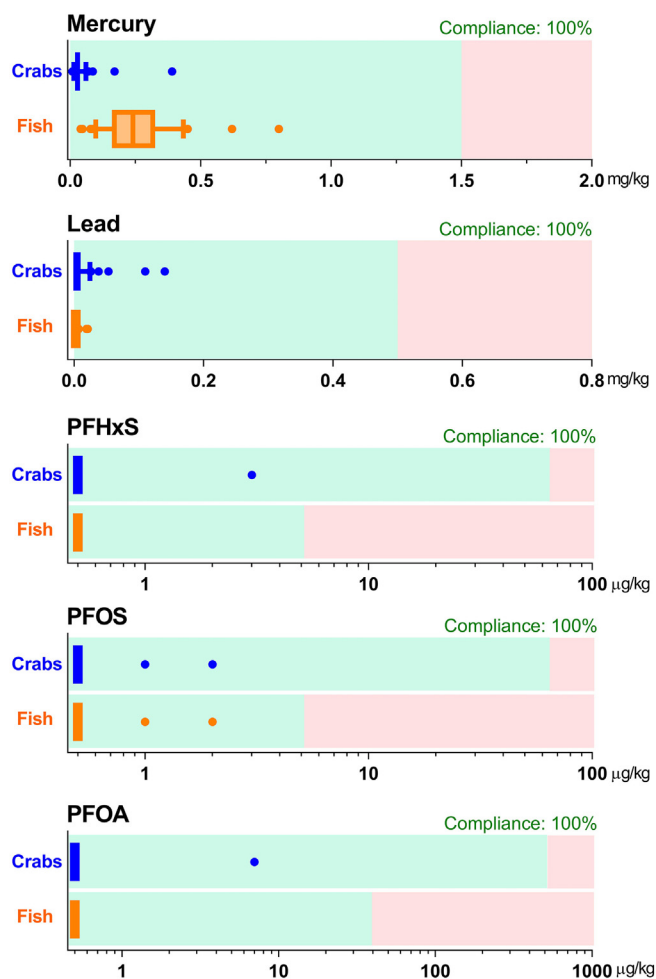 Mercury
Compliance: 100%
Crabs
Fish
0.0 0.5 1.0 1.5 2.0 mg/kg
Lead
Compliance: 100%
Crabs
Fish
0.0 0.2 0.4 0.6 0.8 mg/kg
PFHxS
Compliance: 100%
Crabs
Fish
1 10 100 µg/kg
PFOS
Compliance: 100%
Crabs
Fish
1 10 100 µg/kg
PFOA
Compliance: 100%
Crabs
Fish
1 10 100 1000 µg/kg